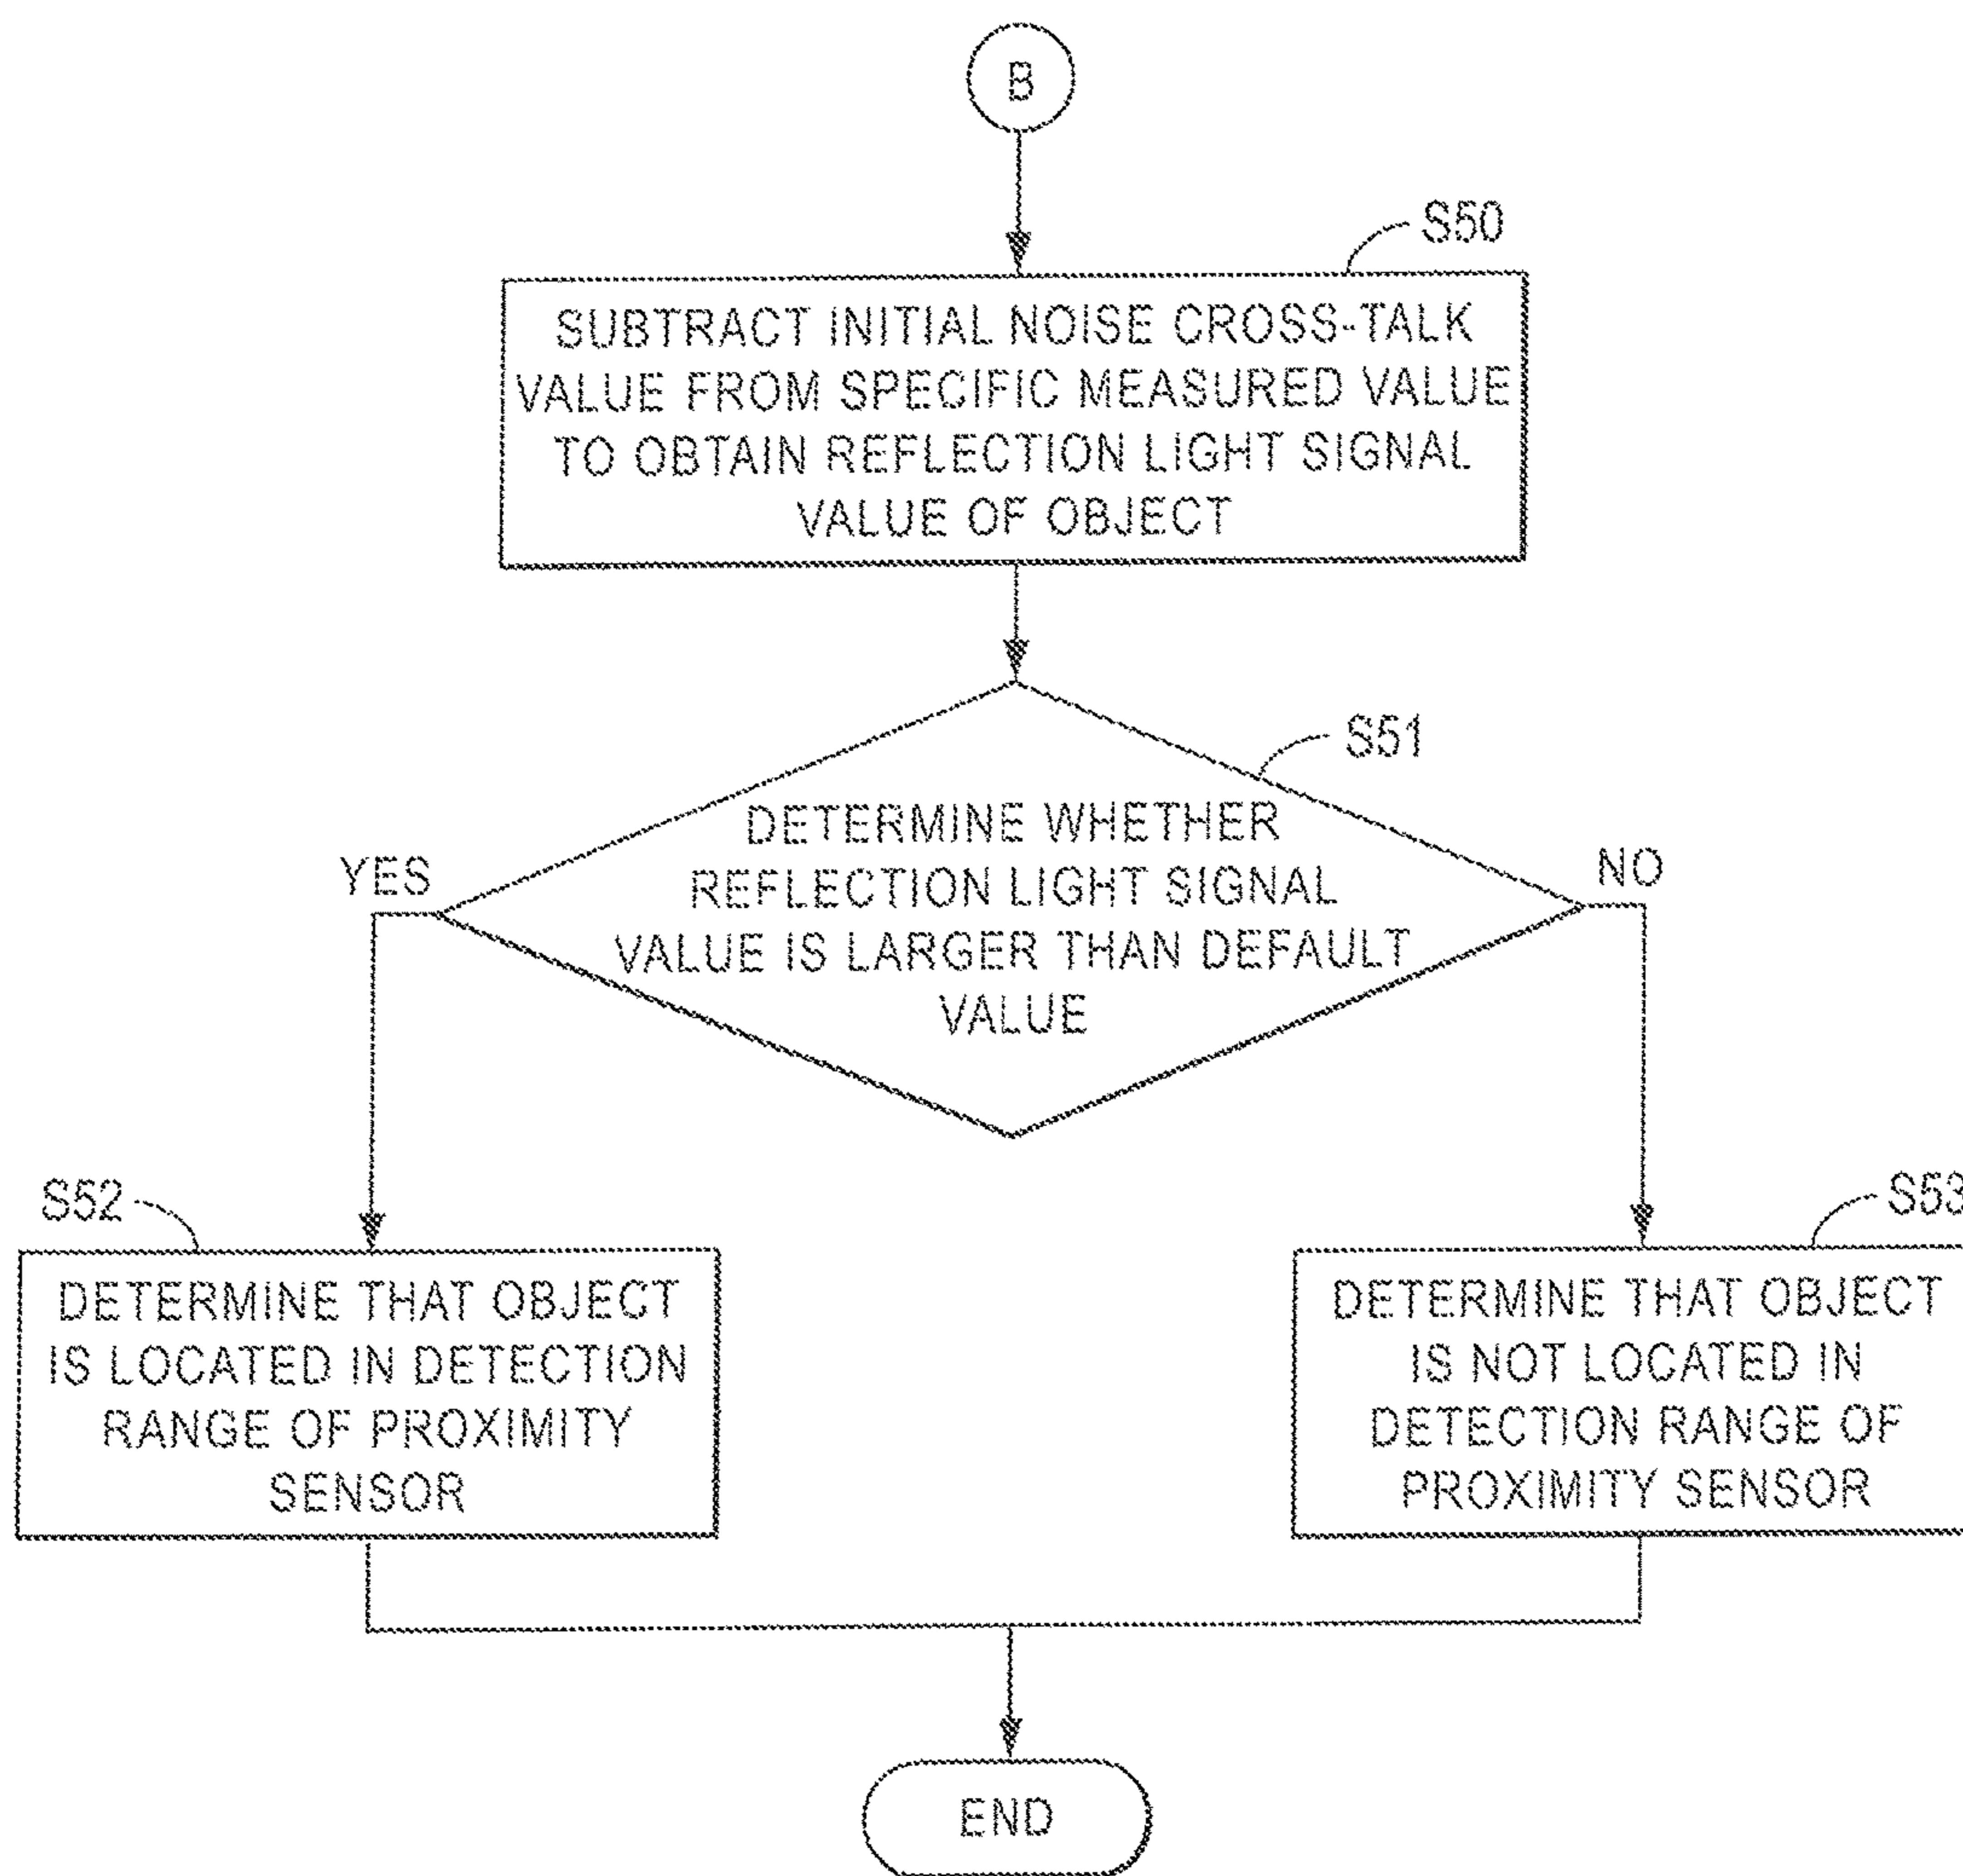 B
S50
SUBTRACT INITIAL NOISE CROSS-TALK
VALUE FROM SPECIFIC MEASURED VALUE
TO OBTAIN REFLECTION LIGHT SIGNAL
VALUE OF OBJECT
S51
DETERMINE WHETHER
REFLECTION LIGHT SIGNAL
VALUE IS LARGER THAN DEFAULT
VALUE
YES
NO
S52
DETERMINE THAT OBJECT
IS LOCATED IN DETECTION
RANGE OF PROXIMITY
SENSOR
S53
DETERMINE THAT OBJECT
IS NOT LOCATED IN
DETECTION RANGE OF
PROXIMITY SENSOR
END